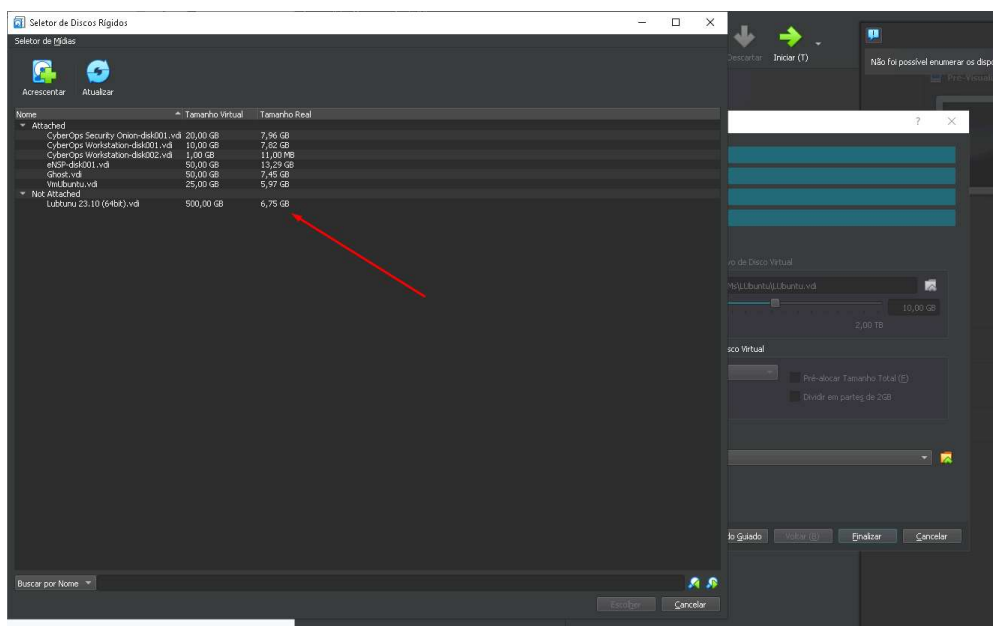 Seletor de Discos Rígidos
Seletor de Mídias
Acrescentar Atualizar
Nome Tamanho Virtual Tamanho Real
Attached
CyberOps Security Onion-disk001.vdi 20,00 GB 7,96 GB
CyberOps Workstation-disk001.vdi 10,00 GB 7,82 GB
CyberOps Workstation-disk002.vdi 1,00 GB 11,00 MB
eNSP-disk001.vdi 50,00 GB 13,29 GB
Ghost.vdi 50,00 GB 7,45 GB
VmUbuntu.vdi 25,00 GB 5,97 GB
Not Attached
Lubtunu 23.10 (64bit).vdi 500,00 GB 6,75 GB
Buscar por Nome
Escolher Cancelar
Descartar Iniciar (T)
Não foi possível enumerar os dispo
Pré-Visuali
? 
vo de Disco Virtual
Ms\LUbuntu\LUbuntu.vdi
10,00 GB
2,00 TB
sco Virtual
Pré-alocar Tamanho Total (F)
Dividir em partes de 2GB
do Guiado Voltar (B) Finalizar Cancelar